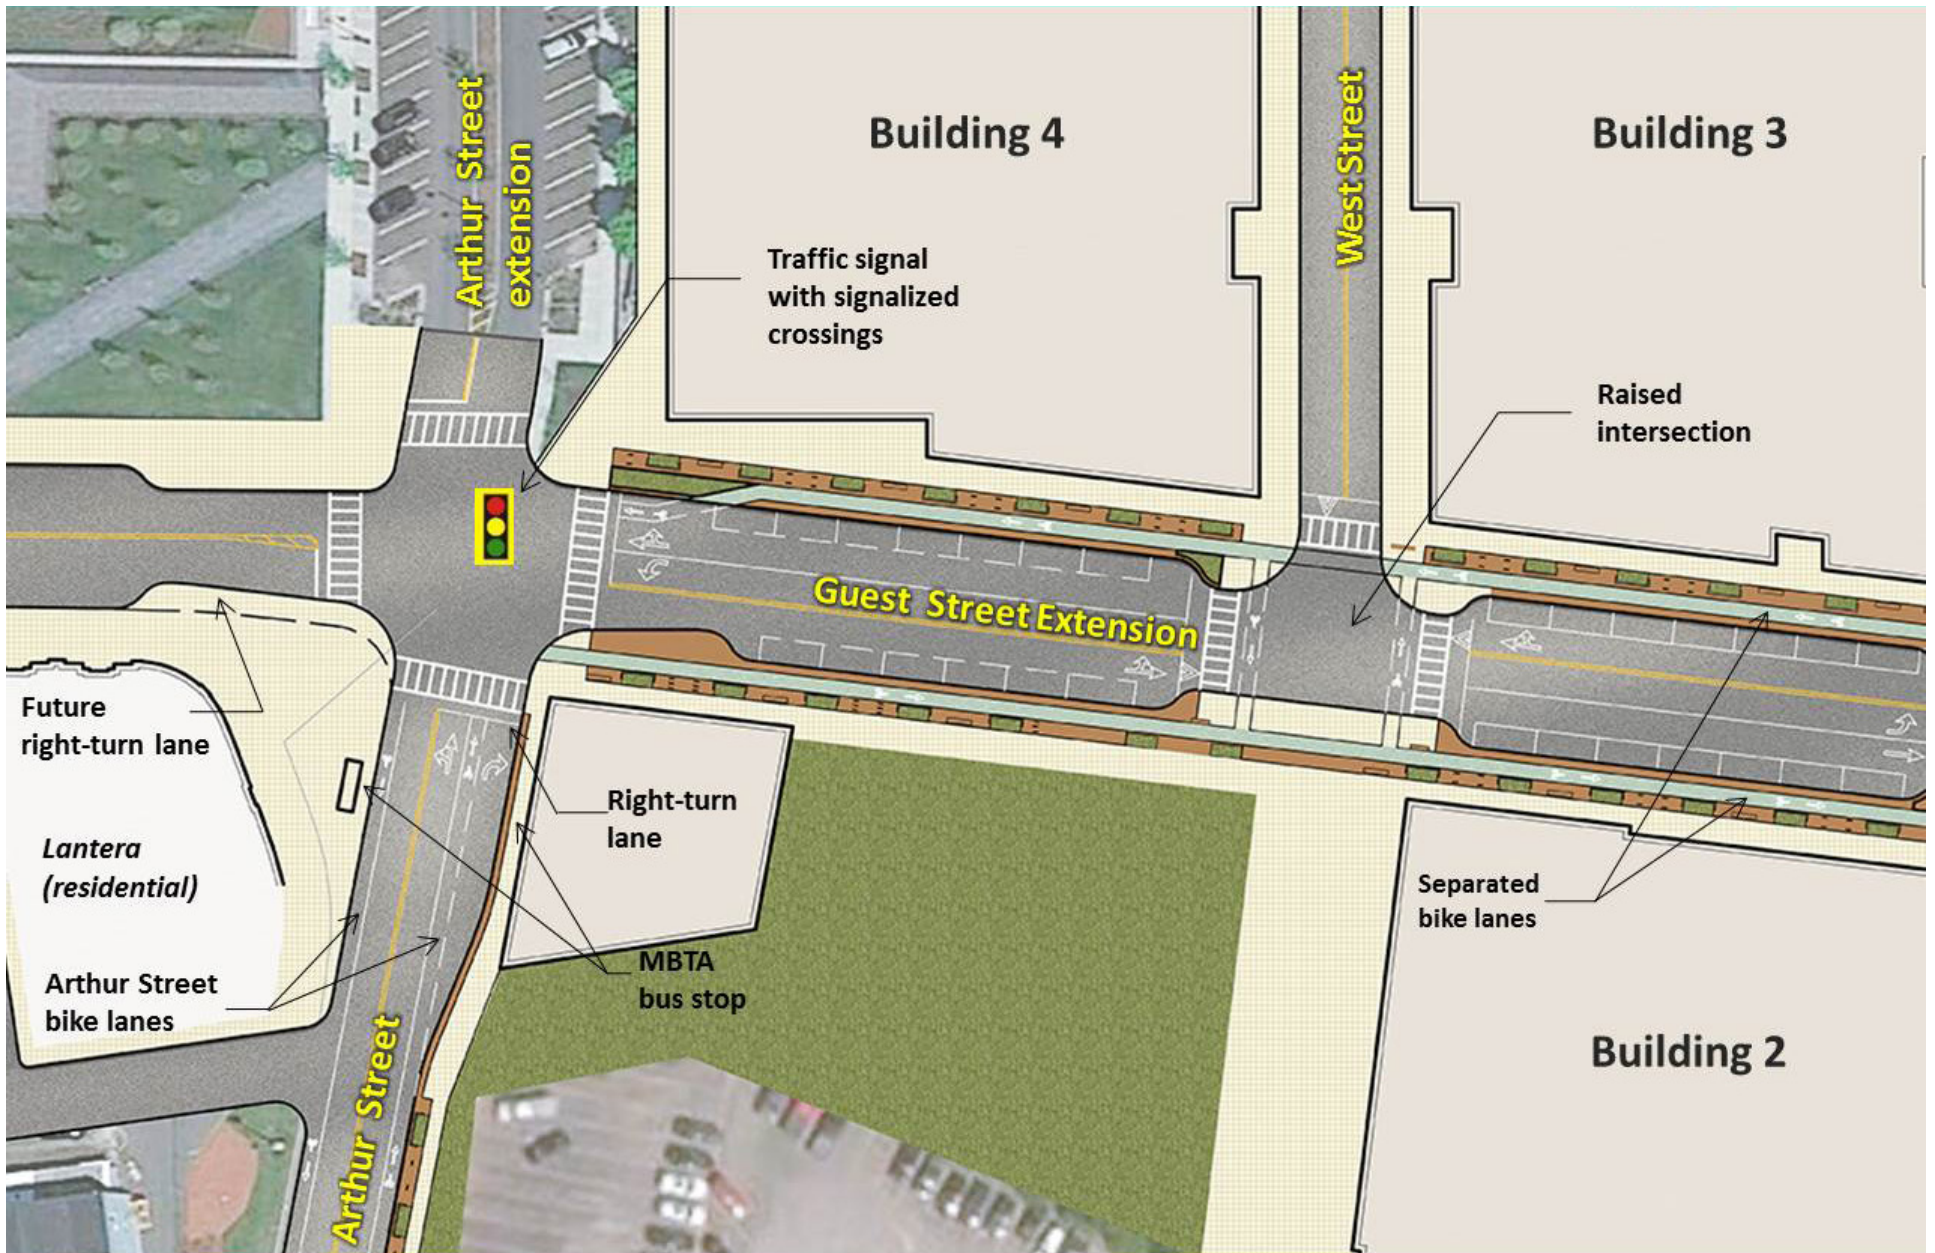 Arthur Street
extension
Building 4
West Street
Building 3
Traffic signal
with signalized
crossings
Raised
intersection
Guest Street Extension
Future
right-turn lane
Right-turn
lane
Lantera
(residential)
Separated
bike lanes
MBTA
bus stop
Arthur Street
bike lanes
Arthur Street
Building 2